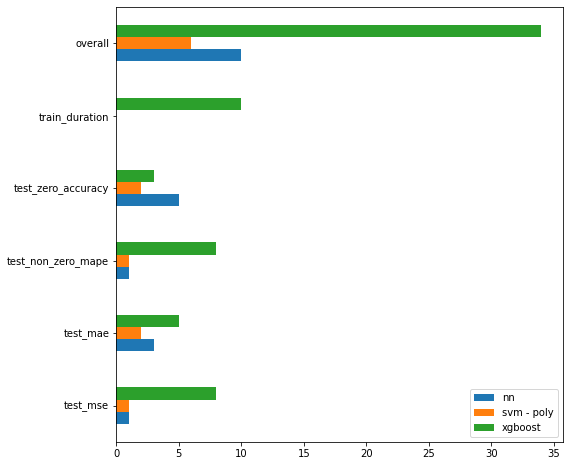 overall
train_duration
test_zero_accuracy
test_non_zero_mape
test_mae
test_mse
0 5 10 15 20 25 30 35
nn
svm - poly
xgboost